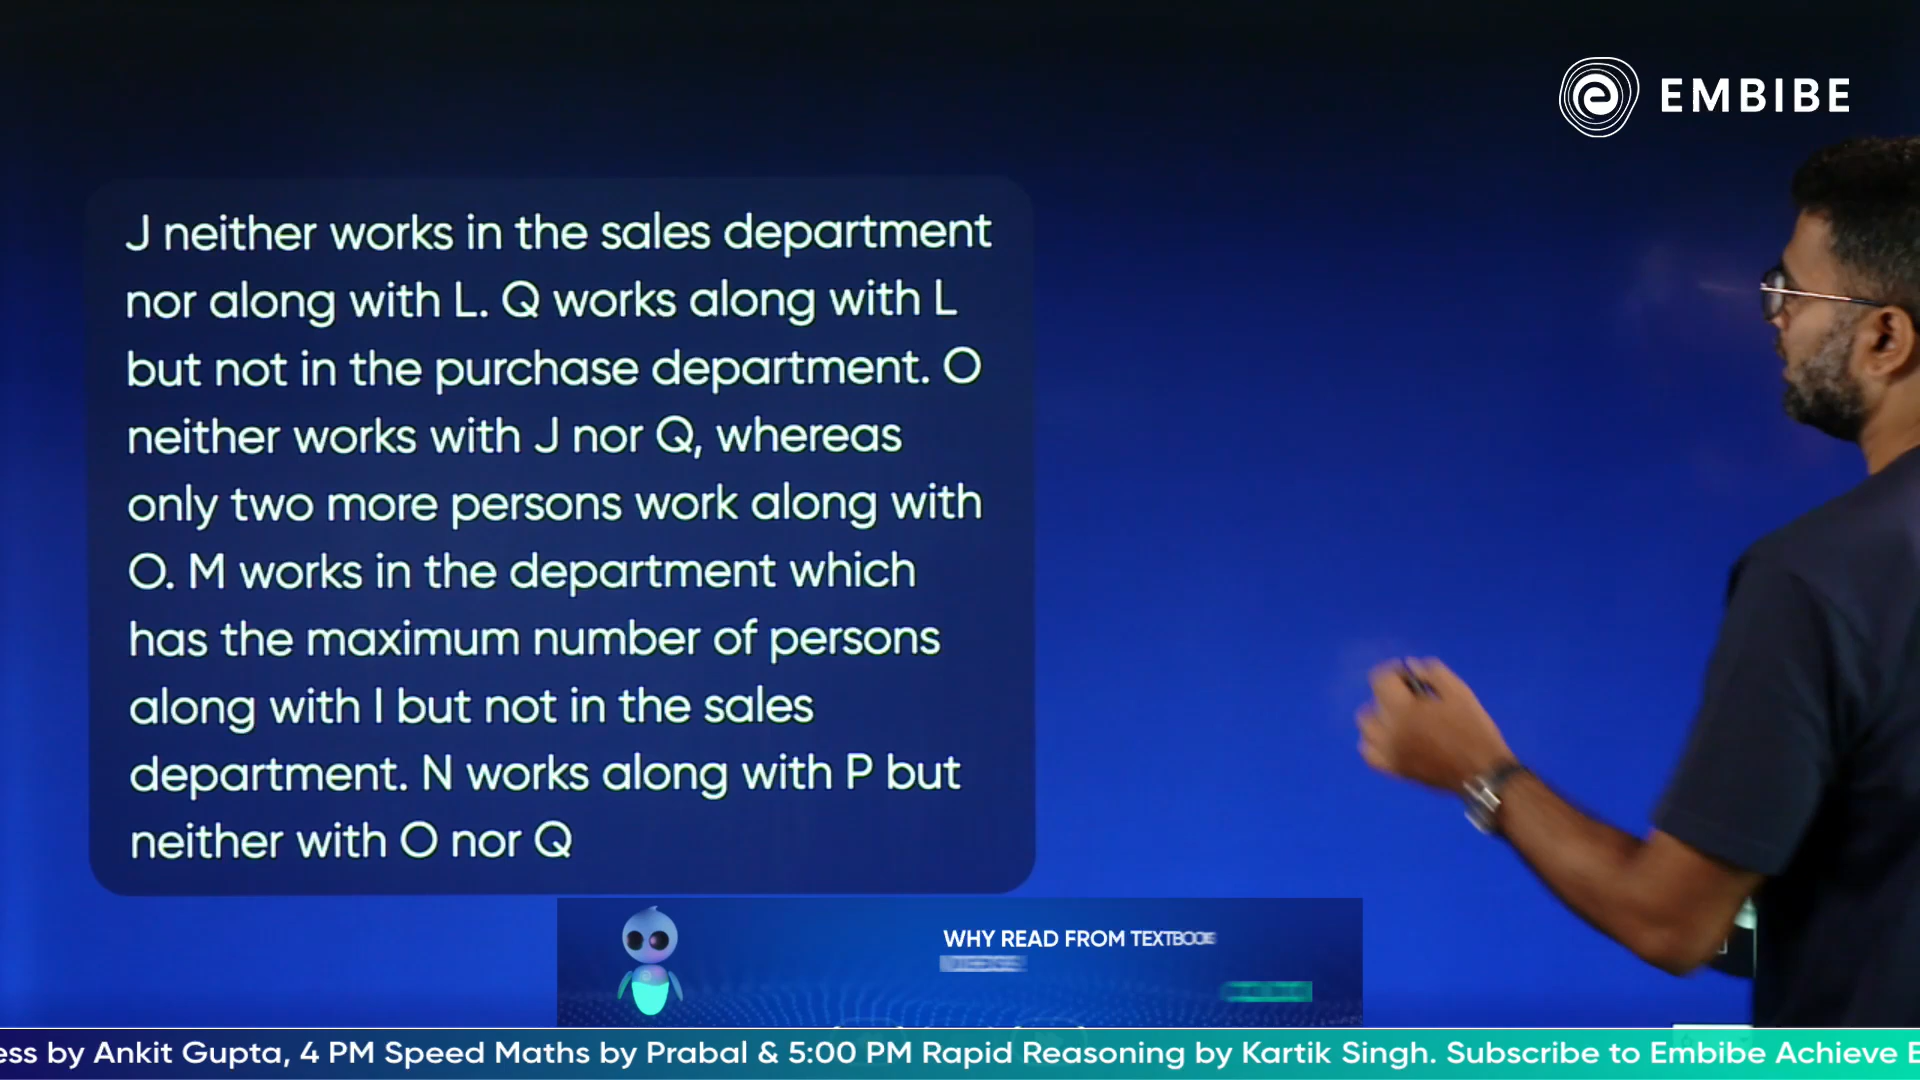 EMBIBE
J neither works in the sales department
nor along with L. Q works along with L
but not in the purchase department. O
neither works with J nor Q, whereas
only two more persons work along with
O. M works in the department which
has the maximum number of persons
along with I but not in the sales
department. N works along with P but
neither with O nor Q
WHY READ FROM
ess by Ankit Gupta, 4 PM Speed Maths by Prabal & 5:00 PM Rapid Reasoning by Kartik Singh. Subscribe to Embibe Achieve E